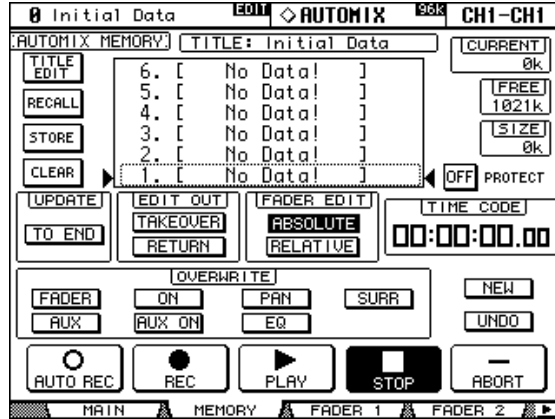 0 Initial Data EDIT ◇AUTOMIX 96K CH1-CH1
AUTOMIX MEMORY TITLE: Initial Data CURRENT
0k
TITLE EDIT
6. [ No Data! ]
5. [ No Data! ]
FREE
1021k
RECALL
4. [ No Data! ]
3. [ No Data! ]
SIZE
0k
STORE
2. [ No Data! ]
CLEAR
1. [ No Data! ]
OFF PROTECT
UPDATE EDIT OUT FADER EDIT TIME CODE
TO END TAKEOVER ABSOLUTE
RETURN RELATIVE
00:00:00.00
OVERWRITE
FADER ON PAN SURR NEW
AUX AUX ON EQ UNDO
AUTO REC REC PLAY STOP ABORT
MAIN MEMORY FADER 1 FADER 2